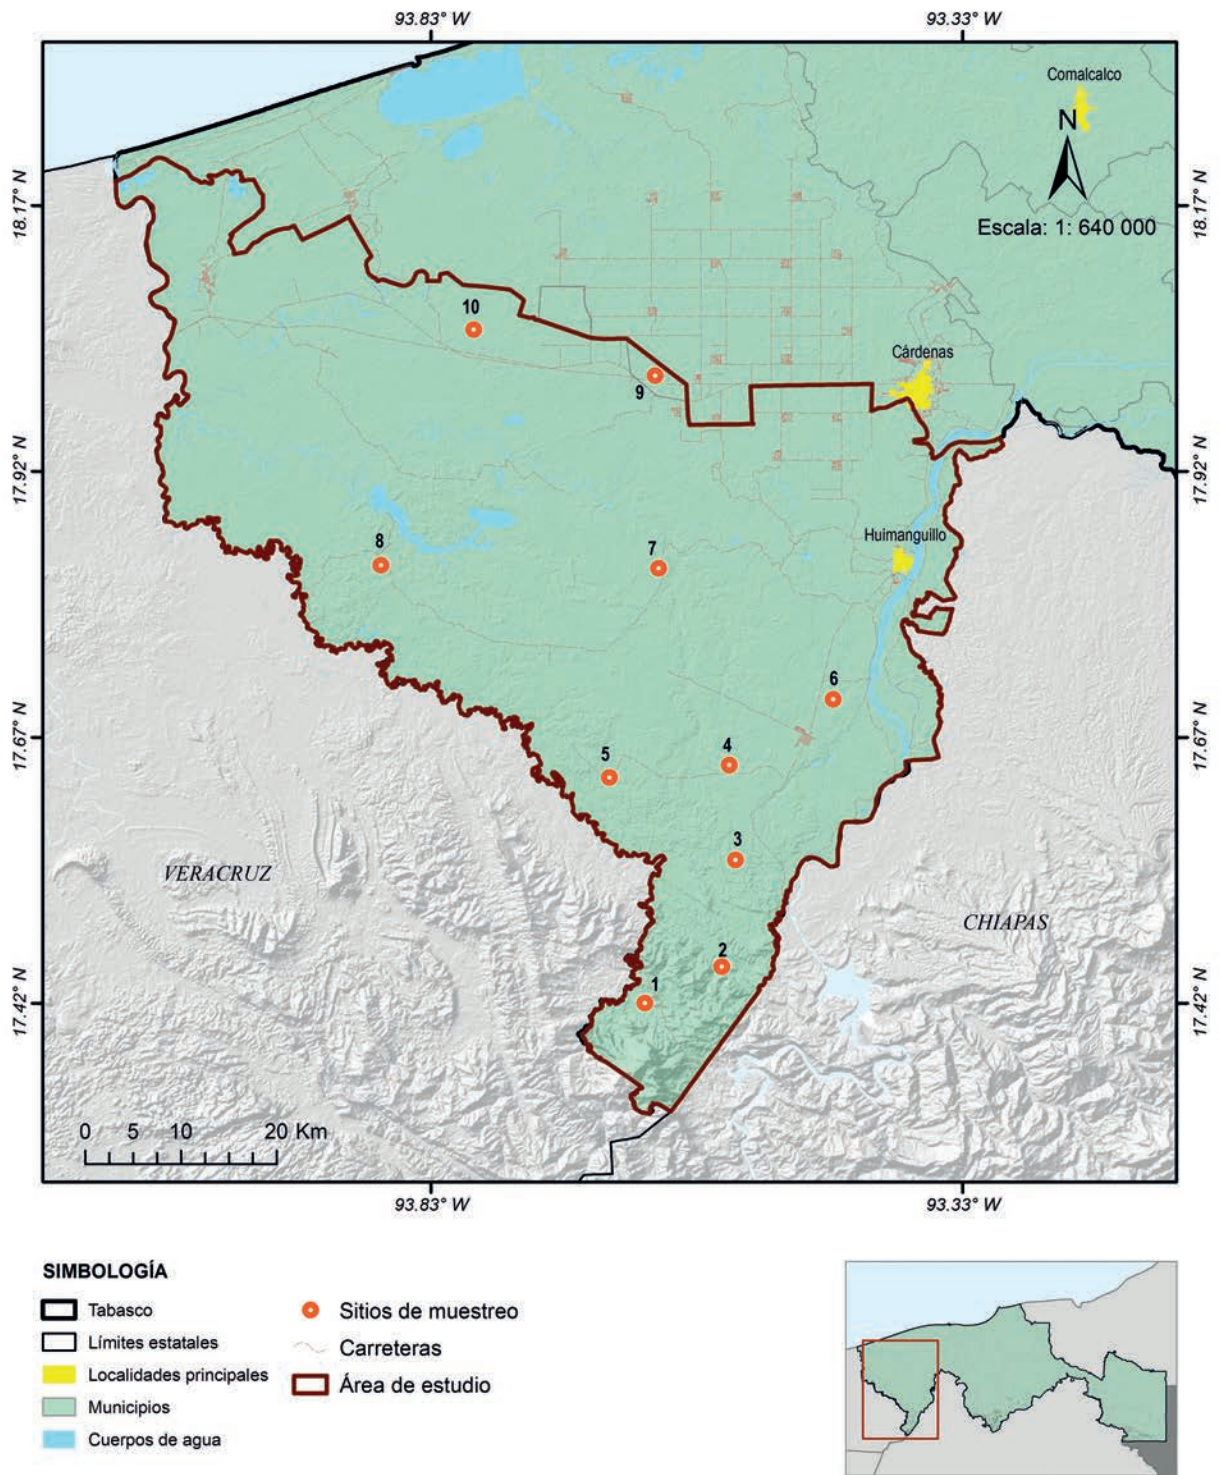 93.83° W
93.33° W
Comalcalco
N
18.17° N
18.17° N
Escala: 1: 640 000
10
Cárdenas
9
17.92° N
17.92° N
Huimanguillo
8
7
6
17.67° N
17.67° N
5
4
3
VERACRUZ
CHIAPAS
2
1
17.42° N
17.42° N
0 5 10 20 Km
93.83° W
93.33° W
SIMBOLOGÍA
Tabasco
Límites estatales
Localidades principales
Municipios
Cuerpos de agua
Sitios de muestreo
Carreteras
Área de estudio